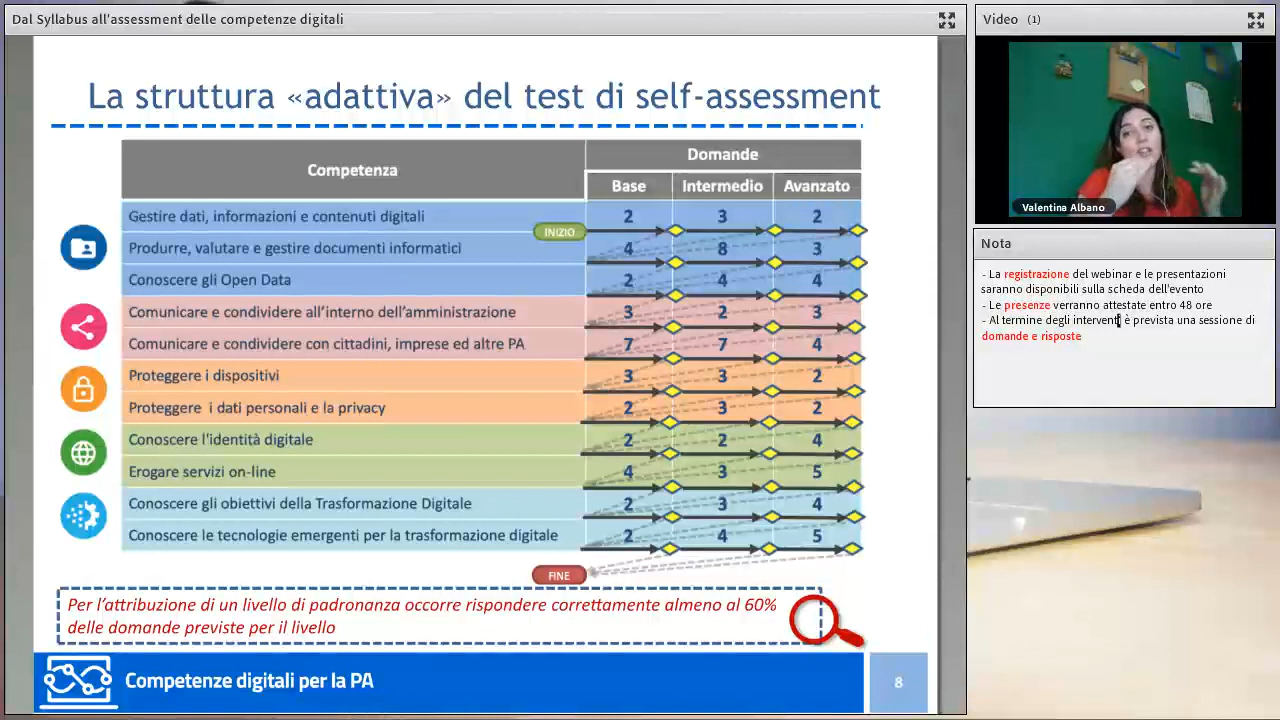 Dal Syllabus all'assessment delle competenze digitali
La struttura «adattiva» del test di self-assessment
Competenza
Domande
Base Intermedio Avanzato
Gestire dati, informazioni e contenuti digitali 2 3 2
INIZIO
Produrre, valutare e gestire documenti informatici 4 8 3
Conoscere gli Open Data 2 4 4
Comunicare e condividere all'interno dell'amministrazione 3 2 3
Comunicare e condividere con cittadini, imprese ed altre PA 7 7 4
Proteggere i dispositivi 3 3 2
Proteggere i dati personali e la privacy 2 3 2
Conoscere l'identità digitale 2 2 4
Erogare servizi on-line 4 3 5
Conoscere gli obiettivi della Trasformazione Digitale 2 3 4
Conoscere le tecnologie emergenti per la trasformazione digitale 2 4 5
FINE
Per l'attribuzione di un livello di padronanza occorre rispondere correttamente almeno al 60%
delle domande previste per il livello
Competenze digitali per la PA
8
Video (1)
Valentina Albano
Nota
- La registrazione del webinar e le presentazioni
saranno disponibili sulla scheda dell'evento
- Le presenze verranno attestate entro 48 ore
- Al termine degli interventi è prevista una sessione di
domande e risposte